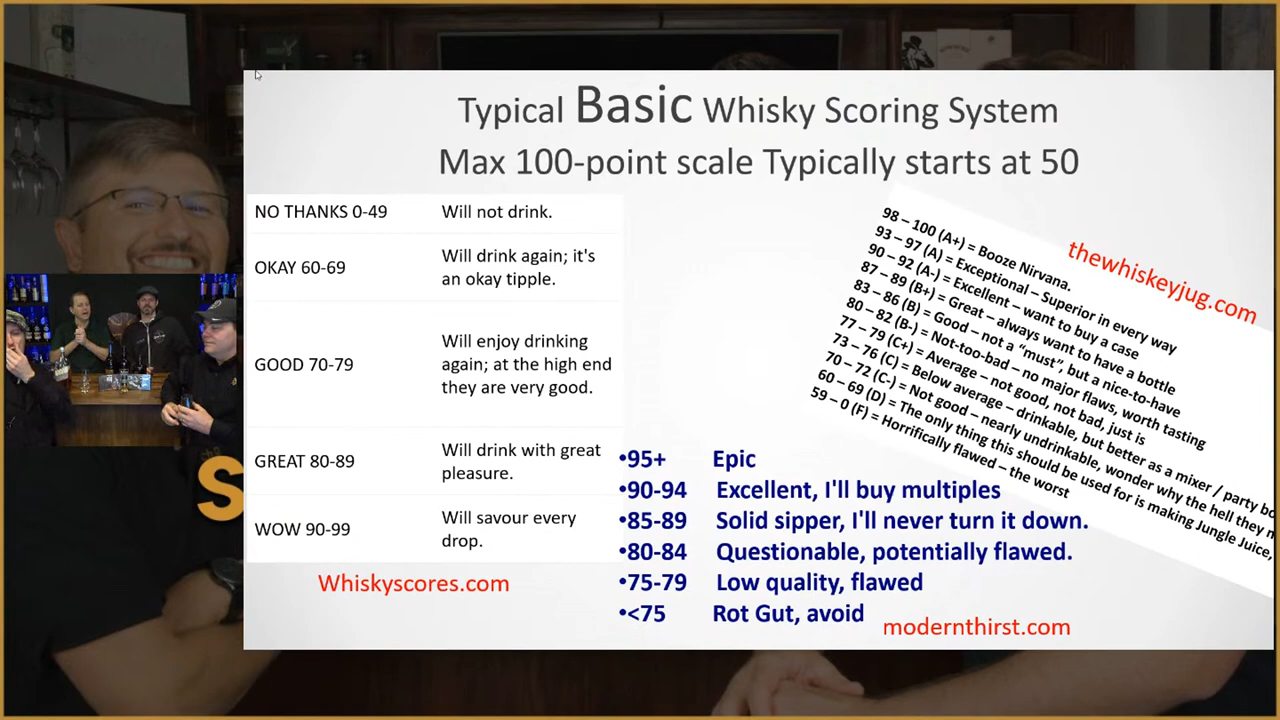 Typical Basic Whisky Scoring System
Max 100-point scale Typically starts at 50
NO THANKS 0-49 Will not drink.
OKAY 60-69 Will drink again; it's
an okay tipple.
GOOD 70-79 Will enjoy drinking
again; at the high end
they are very good.
GREAT 80-89 Will drink with great
pleasure.
WOW 90-99 Will savour every
drop.
Whiskyscores.com
98 – 100 (A+) = Booze Nirvana.
93 – 97 (A) = Exceptional – Superior in every way
90 – 92 (A-) = Excellent – want to buy a case
87 – 89 (B+) = Great – always want to have a bottle
83 – 86 (B) = Good – not a “must”, but a nice-to-have
80 – 82 (B-) = Not-too-bad – no major flaws, worth tasting
77 – 79 (C+) = Average – not good, not bad, just is
73 – 76 (C) = Below average – drinkable, but better as a mixer / party
70 – 72 (C-) = Not good – nearly undrinkable, wonder why the hell they
60 – 69 (D) = The only thing this should be used for is making Jungle Juice,
59 – 0 (F) = Horrifically flawed – the worst
thewhiskeyjug.com
•95+ Epic
•90-94 Excellent, I'll buy multiples
•85-89 Solid sipper, I'll never turn it down.
•80-84 Questionable, potentially flawed.
•75-79 Low quality, flawed
•<75 Rot Gut, avoid
modernthirst.com
S